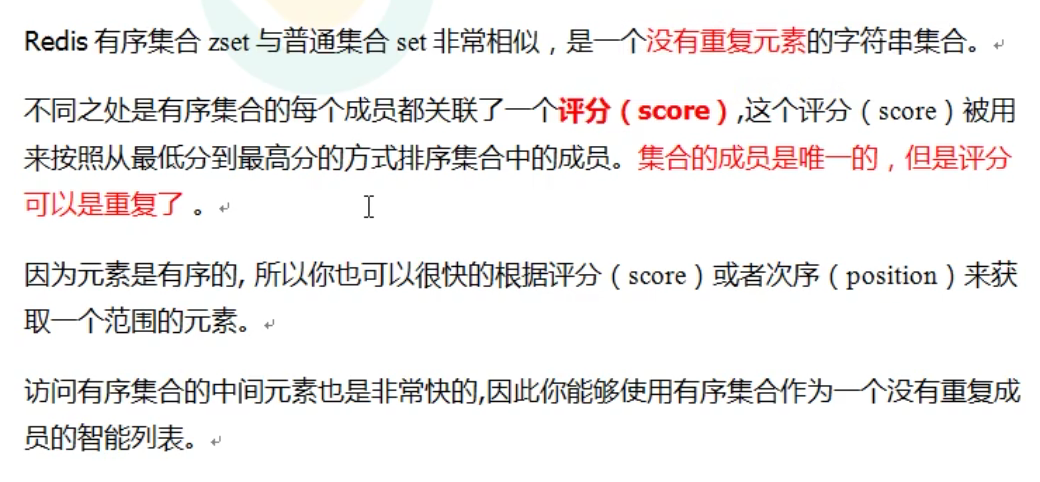 Redis 有序集合 zset 与普通集合 set 非常相似，是一个没有重复元素的字符串集合。
不同之处是有序集合的每个成员都关联了一个评分（score）,这个评分（score）被用
来按照从最低分到最高分的方式排序集合中的成员。集合的成员是唯一的，但是评分
可以是重复了 。
因为元素是有序的, 所以你也可以很快的根据评分（score）或者次序（position）来获
取一个范围的元素。
访问有序集合的中间元素也是非常快的,因此你能够使用有序集合作为一个没有重复成
员的智能列表。